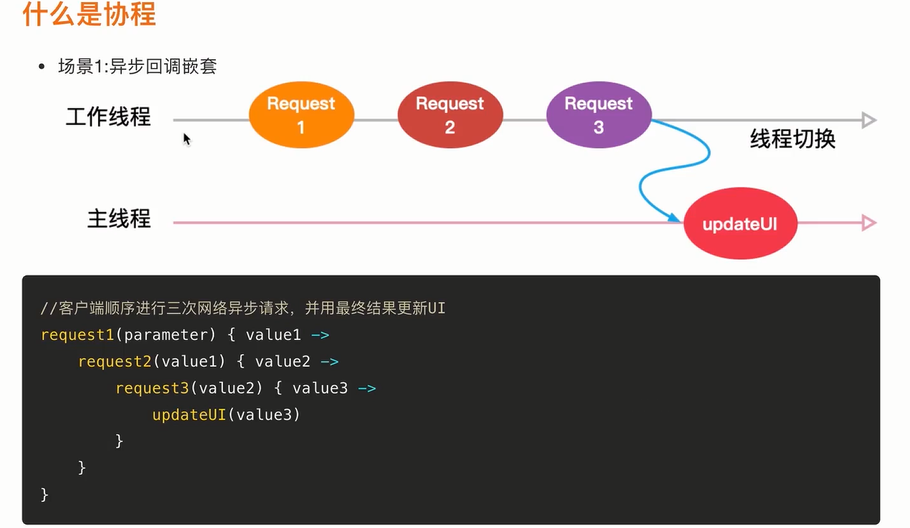 什么是协程
场景1:异步回调嵌套
工作线程
Request
1
Request
2
Request
3
线程切换
主线程
updateUI
//客户端顺序进行三次网络异步请求，并用最终结果更新UI
request1(parameter) { value1 ->
    request2(value1) { value2 ->
        request3(value2) { value3 ->
            updateUI(value3)
        }
    }
}